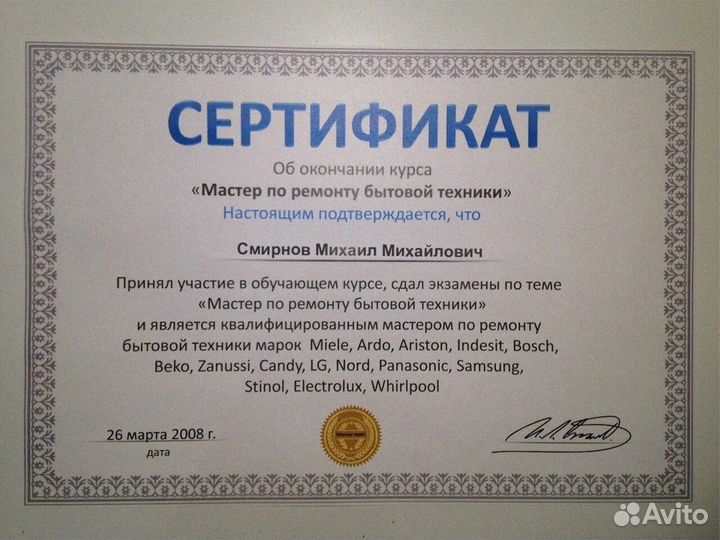 СЕРТИФИКАТ
Об окончании курса
«Мастер по ремонту бытовой техники»
Настоящим подтверждается, что
Смирнов Михаил Михайлович
Принял участие в обучающем курсе, сдал экзамены по теме
«Мастер по ремонту бытовой техники»
и является квалифицированным мастером по ремонту
бытовой техники марок Miele, Ardo, Ariston, Indesit, Bosch,
Beko, Zanussi, Candy, LG, Nord, Panasonic, Samsung,
Stinol, Electrolux, Whirlpool
26 марта 2008 г.
дата
Avito